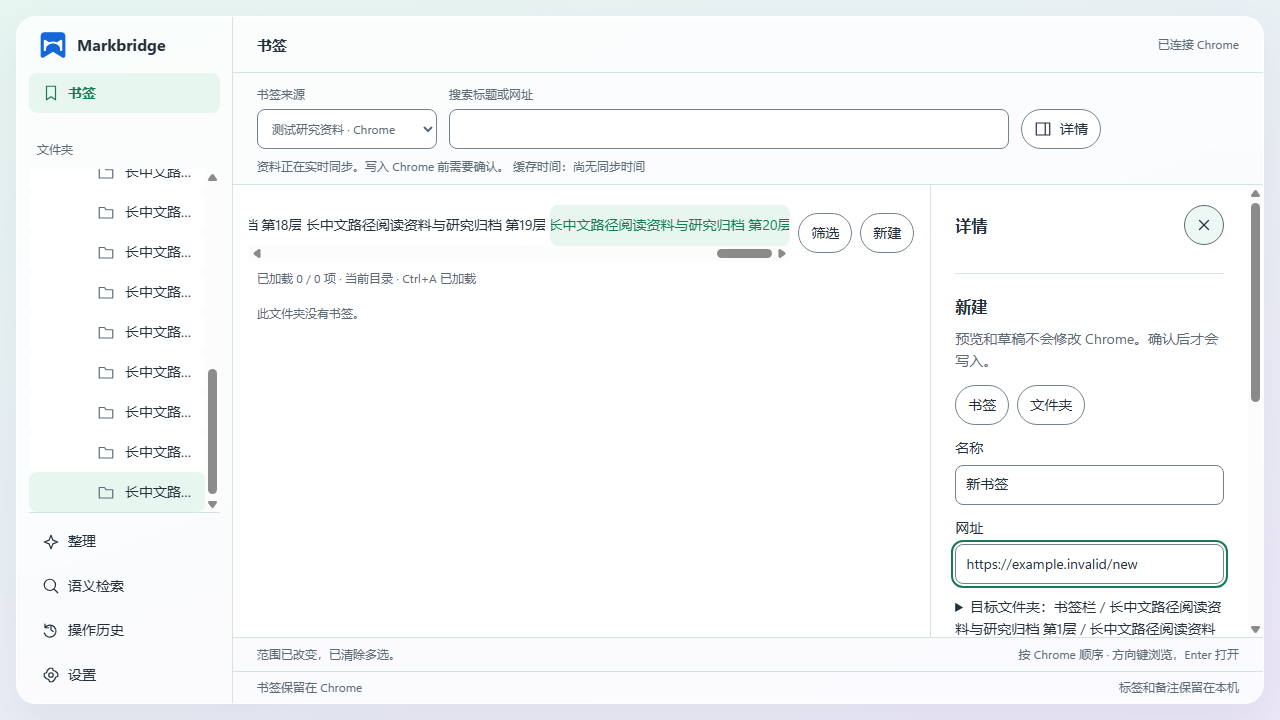 Markbridge
书签
文件夹
长中文路...
长中文路...
长中文路...
长中文路...
长中文路...
长中文路...
长中文路...
长中文路...
长中文路...
整理
语义检索
操作历史
设置
书签
已连接 Chrome
书签来源
搜索标题或网址
测试研究资料 · Chrome
详情
资料正在实时同步。写入 Chrome 前需要确认。 缓存时间：尚无同步时间
当 第18层 长中文路径阅读资料与研究归档 第19层 长中文路径阅读资料与研究归档 第20层
筛选
新建
已加载 0 / 0 项 · 当前目录 · Ctrl+A 已加载
此文件夹没有书签。
详情
新建
预览和草稿不会修改 Chrome。确认后才会
写入。
书签
文件夹
名称
新书签
网址
https://example.invalid/new
目标文件夹：书签栏 / 长中文路径阅读资
料与研究归档 第1层 / 长中文路径阅读资料
范围已改变，已清除多选。
按 Chrome 顺序 · 方向键浏览，Enter 打开
书签保留在 Chrome
标签和备注保留在本机